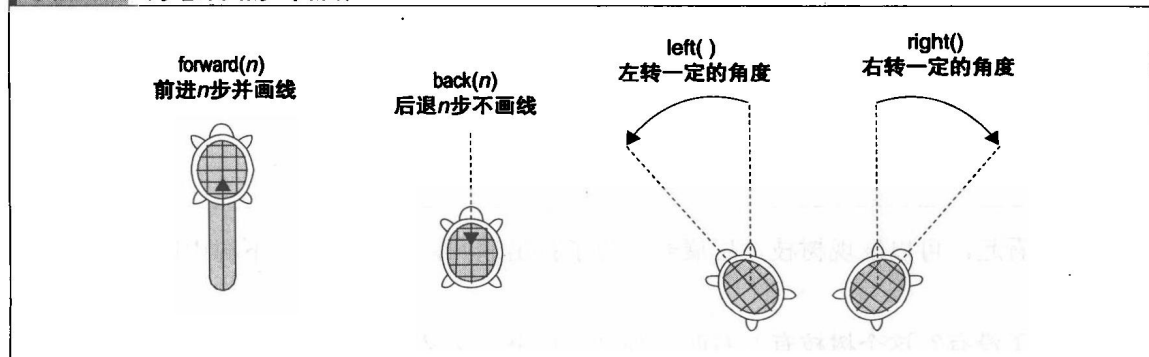 forward(n)
前进n步并画线
back(n)
后退n步不画线
left( )
左转一定的角度
right()
右转一定的角度